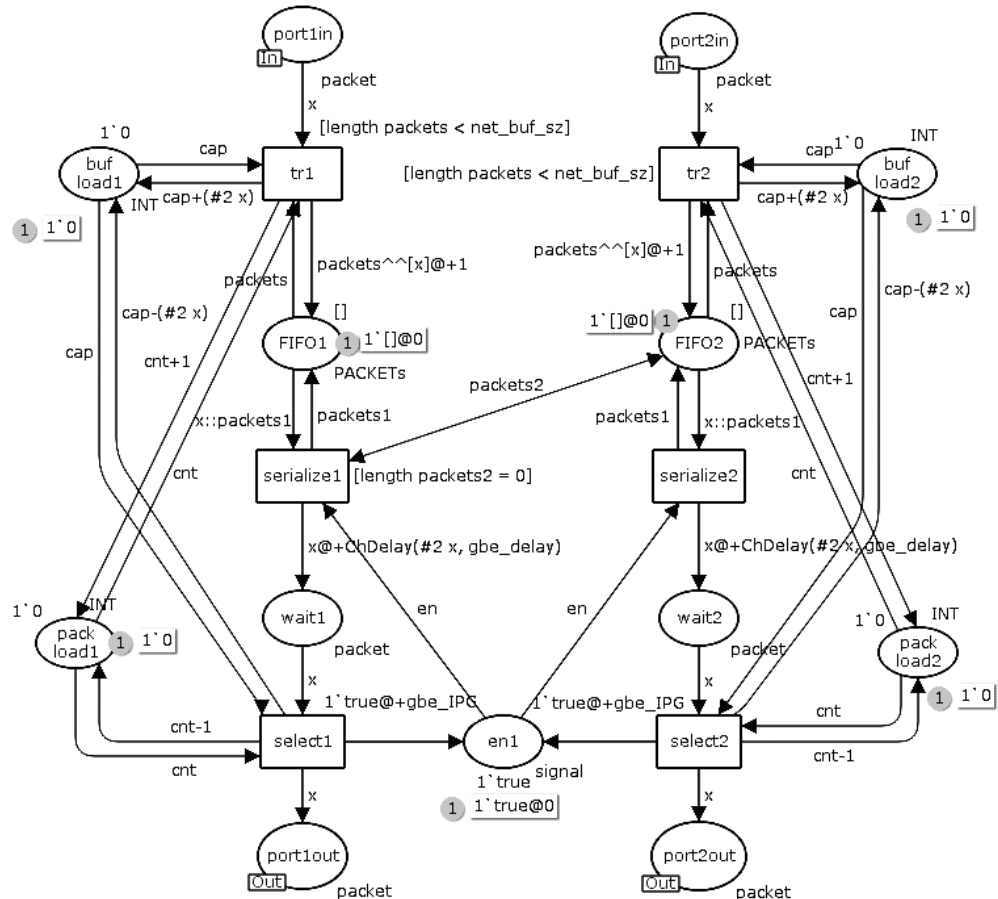 port1in
In
packet
x
port2in
In
packet
x
[length packets < net_buf_sz]
1`0
buf
load1
INT
1 1`0
cap
cap+(#2 x)
tr1
[length packets < net_buf_sz]
tr2
cap
1`0
INT
buf
load2
cap+(#2 x)
1 1`0
packets
packets^^[x]@+1
packets^^[x]@+1
packets
cap-(#2 x)
cap
cnt+1
cap
cap-(#2 x)
cnt+1
[]
FIFO1
1 1`[]@0
PACKETs
[]
1`[]@0 1
FIFO2
PACKETs
packets2
x::packets1
packets1
packets1
x::packets1
cnt
cnt
serialize1
[length packets2 = 0]
serialize2
x@+ChDelay(#2 x, gbe_delay)
x@+ChDelay(#2 x, gbe_delay)
en
en
1`0
INT
pack
load1
1 1`0
wait1
packet
wait2
packet
1`0
INT
pack
load2
1 1`0
x
x
1`true@+gbe_IPG
1`true@+gbe_IPG
cnt-1
cnt
select1
en1
signal
1`true
1 1`true@0
select2
cnt
cnt-1
x
x
port1out
Out
packet
port2out
Out
packet